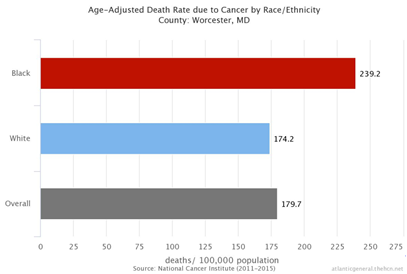 Age-Adjusted Death Rate due to Cancer by Race/Ethnicity
County: Worcester, MD
Black
239.2
White
174.2
Overall
179.7
0 25 50 75 100 125 150 175 200 225 250 275
deaths/ 100,000 population
Source: National Cancer Institute (2011-2015)
atlanticgeneral.thehcn.net